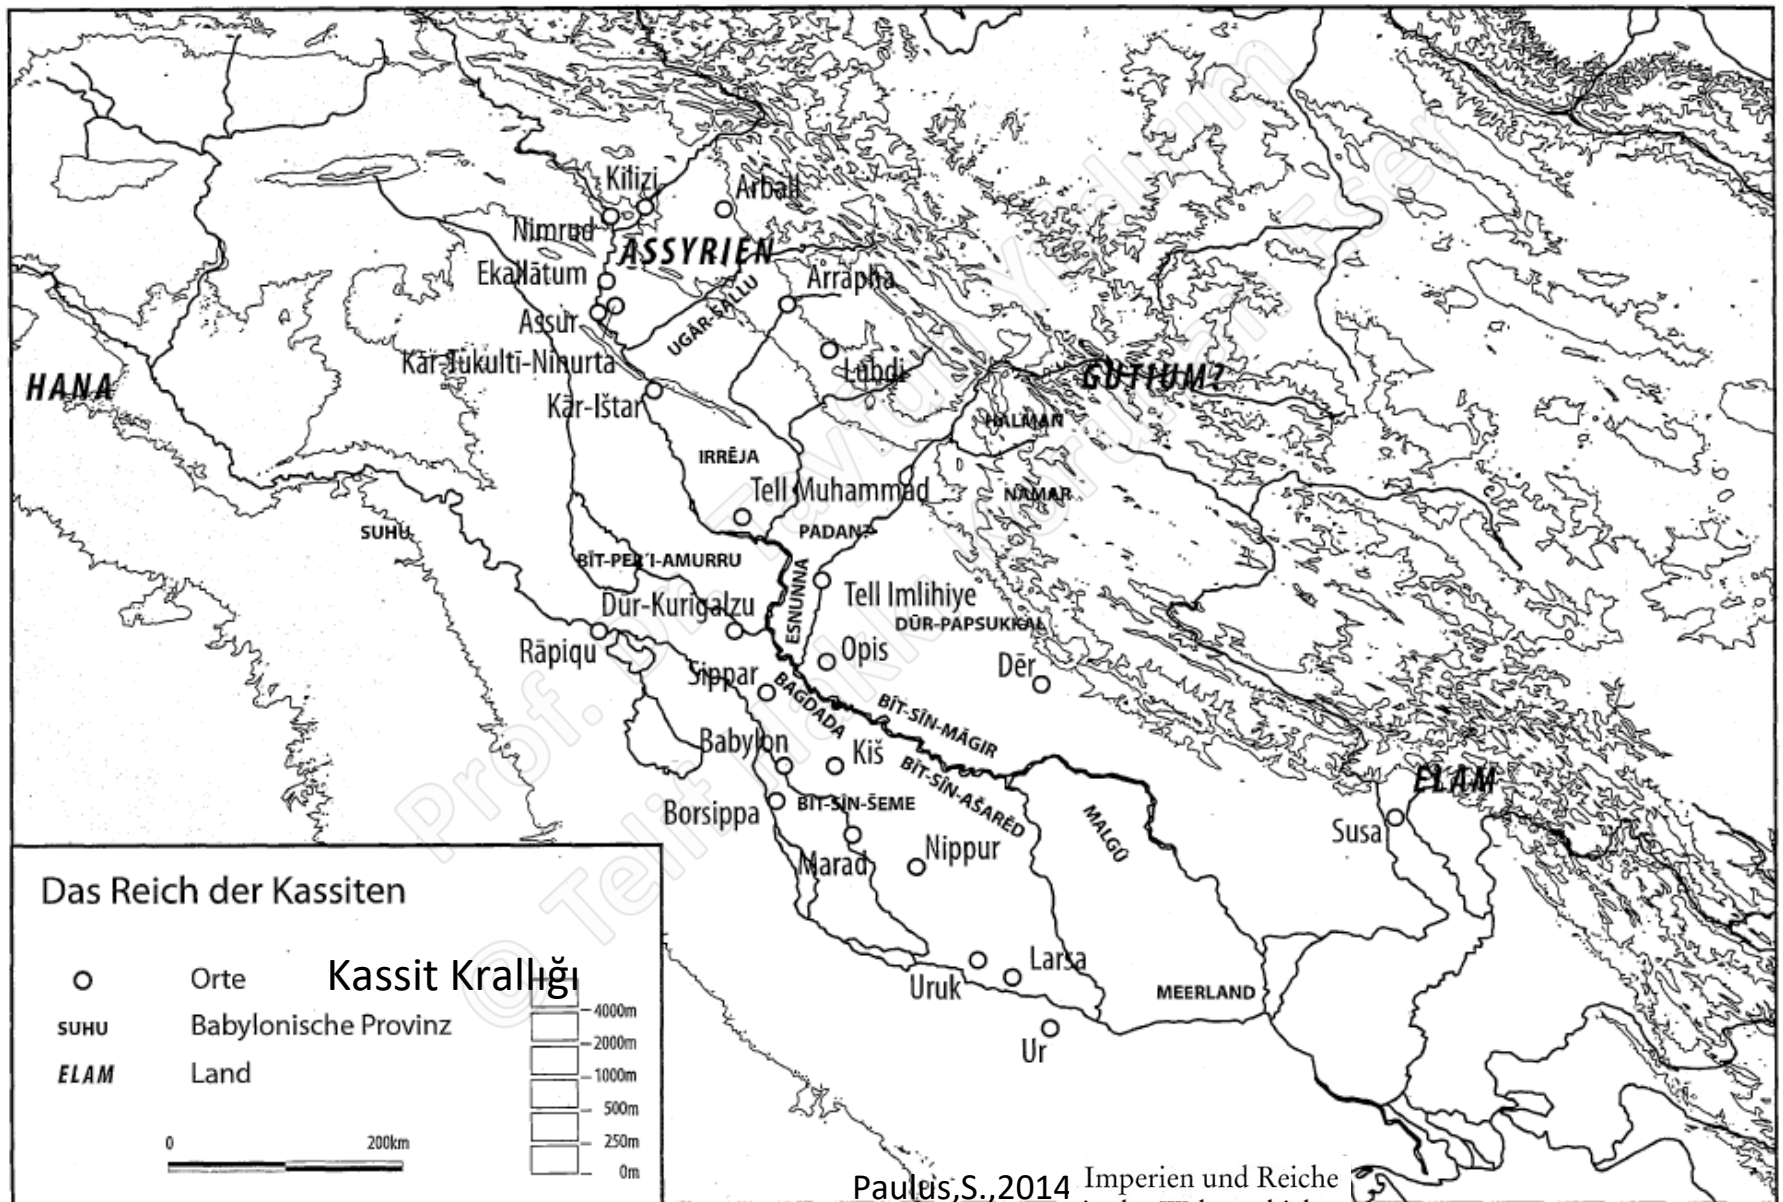 Kilizi
Arbail
Nimrud
ASSYRIEN
Ekallātum
Arrapha
UGĀR-SALLU
Assur
Kār-Tukultī-Ninurta
Lubdi
HANA
GUTIUM?
Kār-Ištar
HALMAN
IRRĒJA
Tell Muhammad
NAMAR
SUHU
PADAN?
BĪT-PER'I-AMURRU
Tell Imlihiye
Dūr-Kurigalzu
ESNUNNA
DŪR-PAPSUKKAL
Rāpiqu
Opis
Dēr
Sippar
BAGDADA
BĪT-SÎN-MĀGIR
Babylon
Kiš
BĪT-SÎN-AŠARĒD
ELAM
Borsippa
BĪT-SÎN-ŠEME
MALGŪ
Susa
Marad
Nippur
Larsa
Uruk
MEERLAND
Ur
Das Reich der Kassiten
Orte
Kassit Krallığı
SUHU Babylonische Provinz
ELAM Land
4000m
2000m
1000m
500m
250m
0m
0 200km
Paulus,S.,2014 Imperien und Reiche